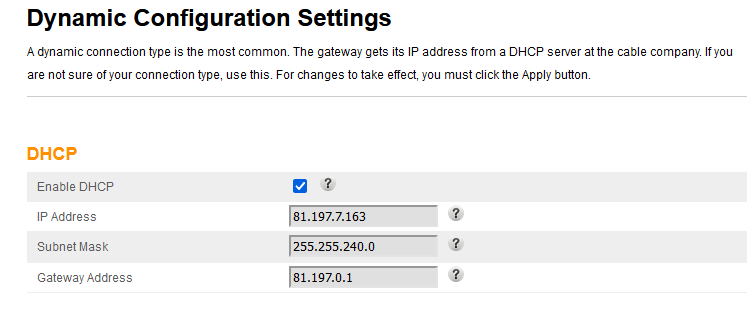 Dynamic Configuration Settings
A dynamic connection type is the most common. The gateway gets its IP address from a DHCP server at the cable company. If you
are not sure of your connection type, use this. For changes to take effect, you must click the Apply button.
DHCP
Enable DHCP ?
IP Address 81.197.7.163 ?
Subnet Mask 255.255.240.0 ?
Gateway Address 81.197.0.1 ?